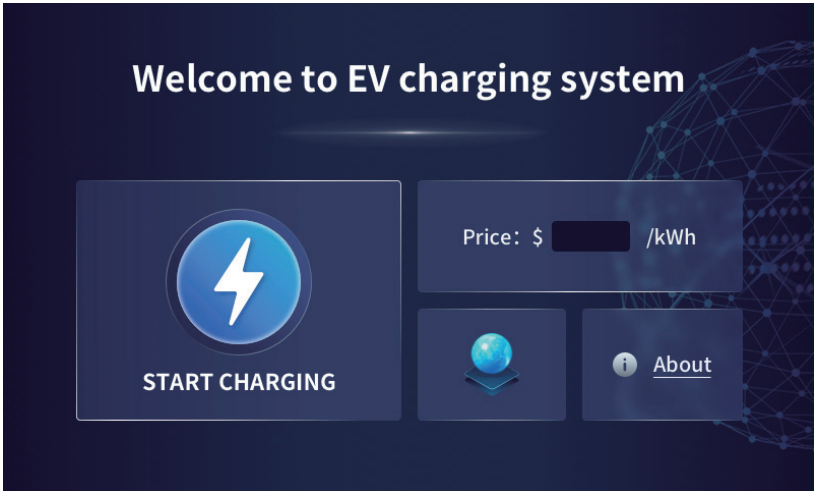 Welcome to EV charging system
Price: $ /kWh
START CHARGING
i About